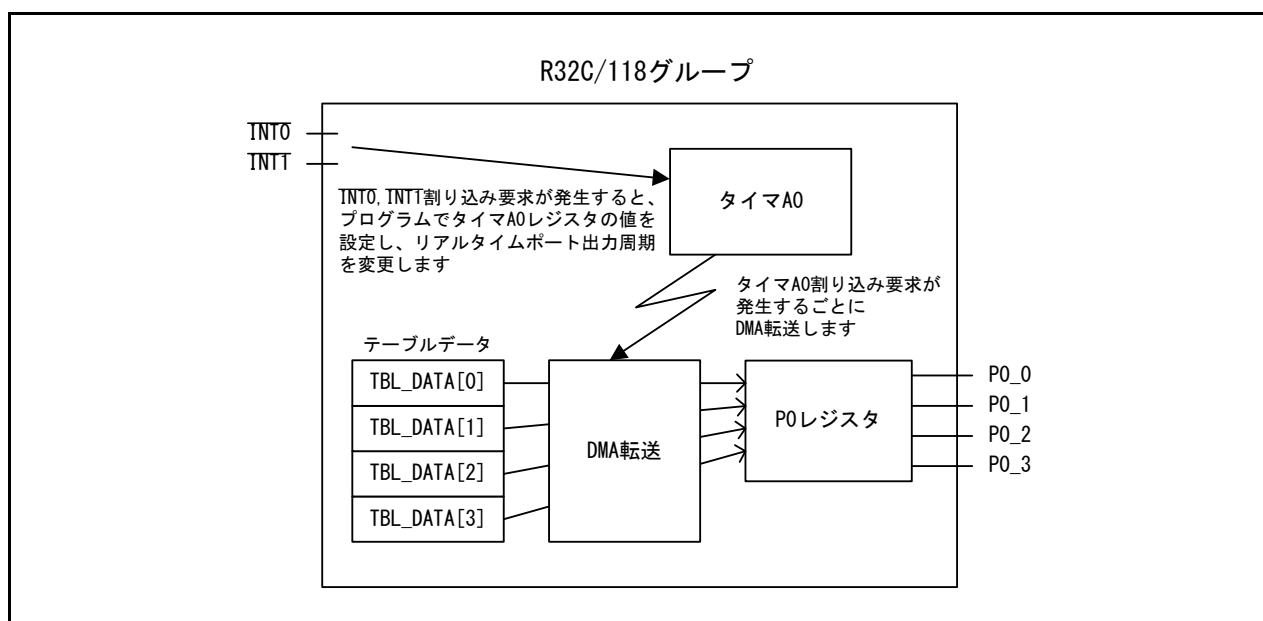 R32C/118グループ
INT0
INT1
タイマA0
INT0, INT1割り込み要求が発生すると、
プログラムでタイマA0レジスタの値を
設定し、リアルタイムポート出力周期
を変更します
タイマA0割り込み要求が
発生するごとに
DMA転送します
テーブルデータ
TBL_DATA[0]
TBL_DATA[1]
TBL_DATA[2]
TBL_DATA[3]
DMA転送
P0レジスタ
P0_0
P0_1
P0_2
P0_3